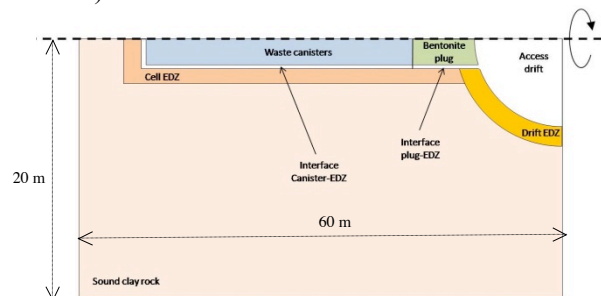 )
Waste canisters
Bentonite
plug
Access
drift
Cell EDZ
Drift EDZ
Interface
plug-EDZ
Interface
Canister-EDZ
20 m
60 m
Sound clay rock